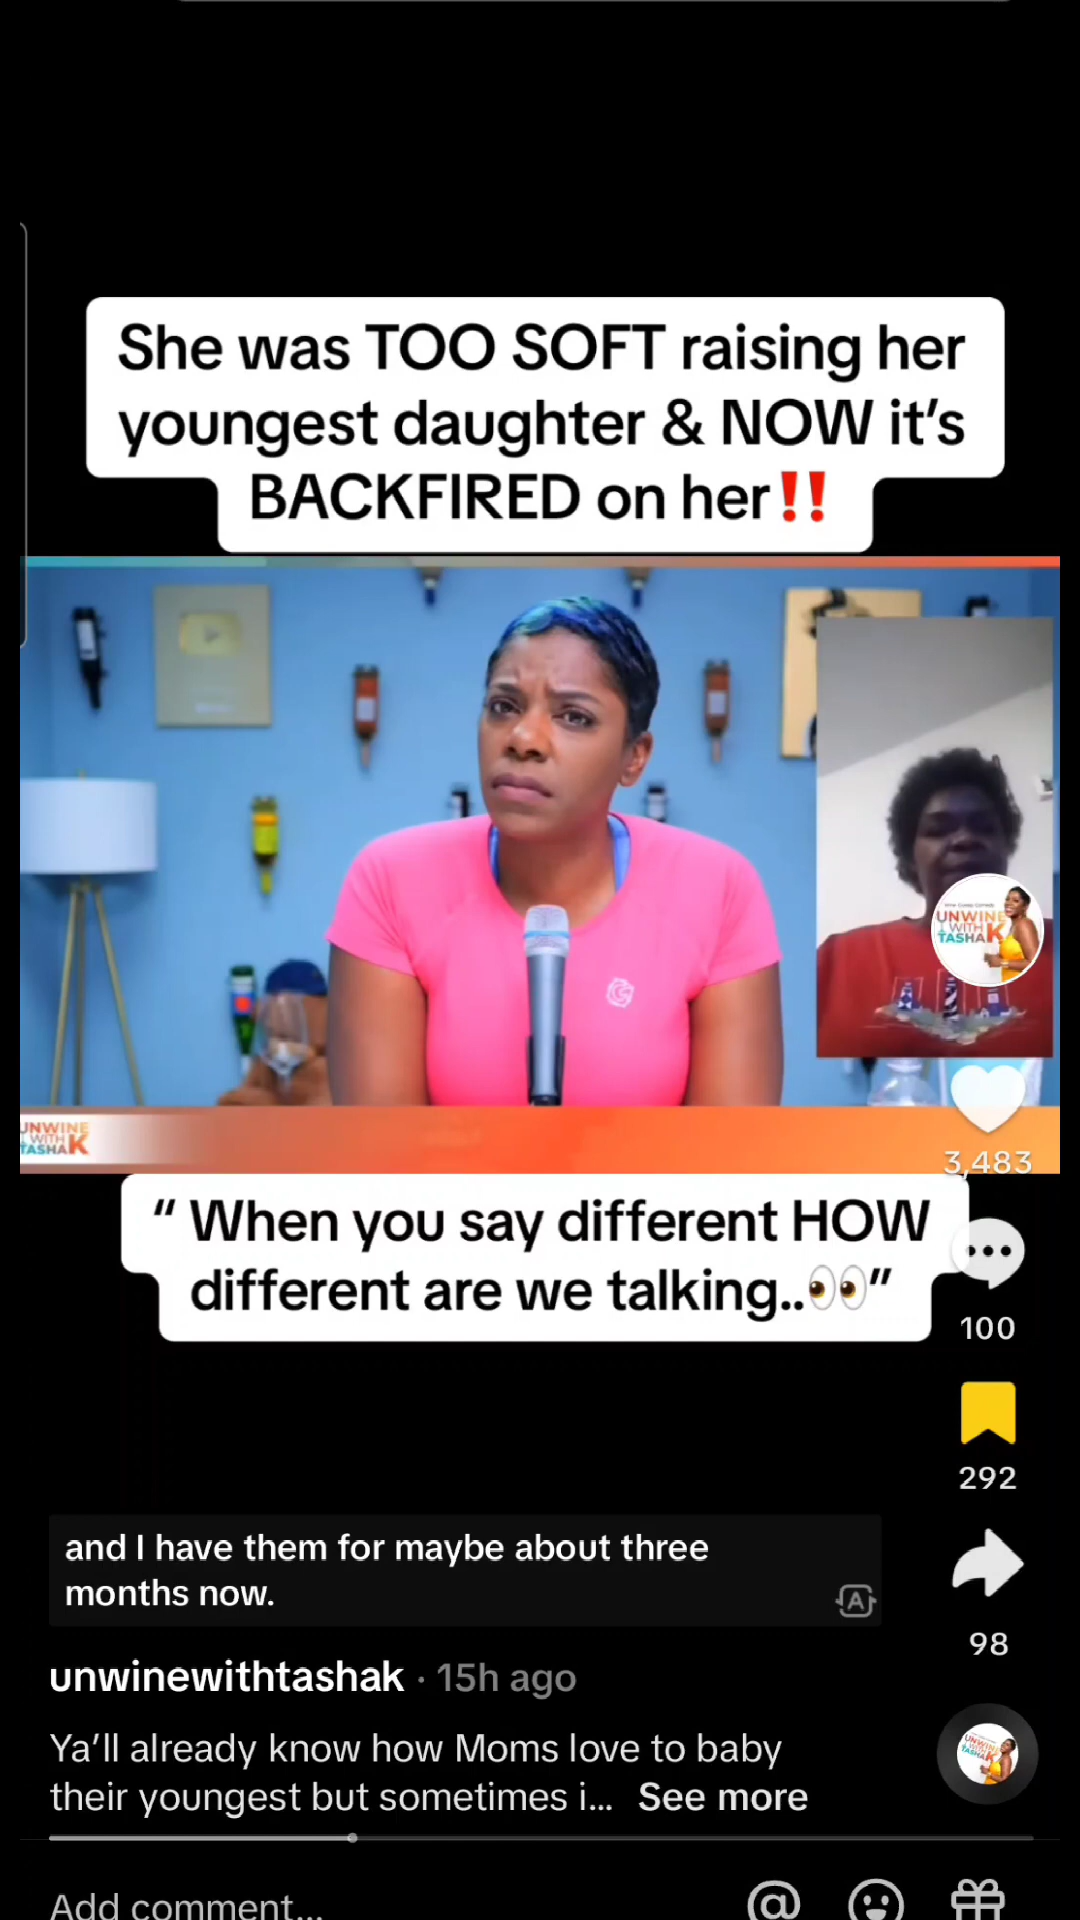 She was TOO SOFT raising her
youngest daughter & NOW it's
BACKFIRED on her‼️
UNWINE
WITH
TASHA K
UNWINE
WITH
TASHA K
3,483
“ When you say different HOW
different are we talking..👀”
100
292
and I have them for maybe about three
months now.
A
98
unwinewithtashak · 15h ago
Ya’ll already know how Moms love to baby
their youngest but sometimes i... See more
UNWINE
WITH
TASHA K
Add comment...